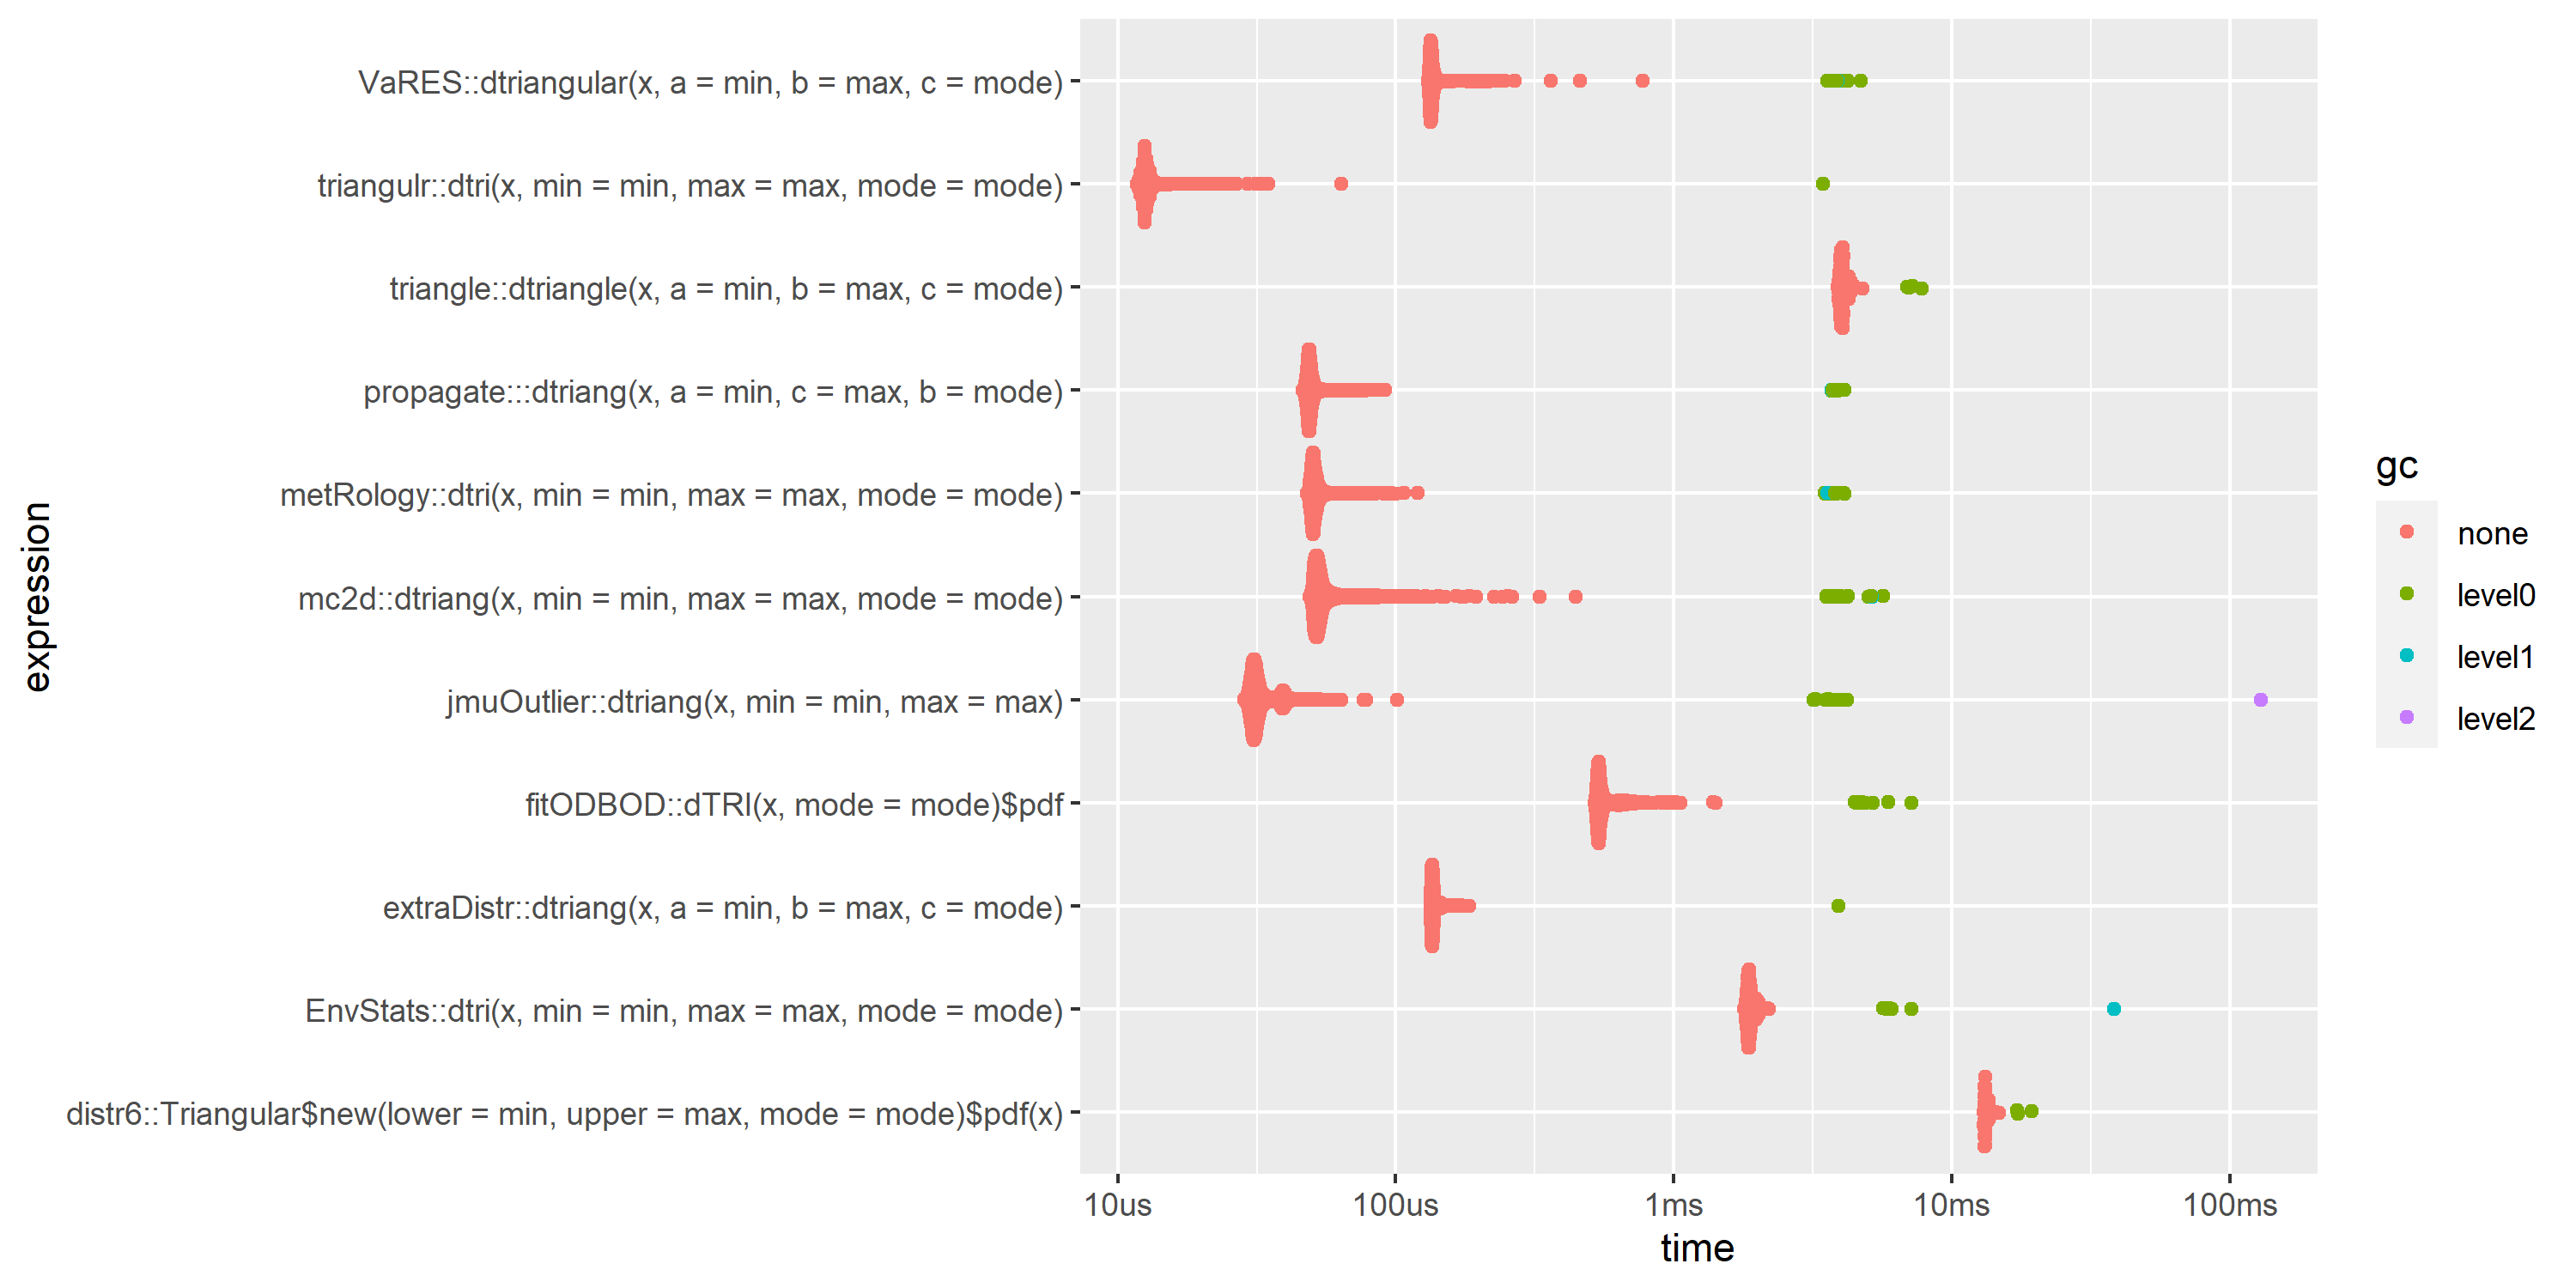 VaRES::dtriangular(x, a = min, b = max, c = mode)
triangulr::dtri(x, min = min, max = max, mode = mode)
triangle::dtriangle(x, a = min, b = max, c = mode)
propagate:::dtriang(x, a = min, c = max, b = mode)
metRology::dtri(x, min = min, max = max, mode = mode)
mc2d::dtriang(x, min = min, max = max, mode = mode)
jmuOutlier::dtriang(x, min = min, max = max)
fitODBOD::dTRI(x, mode = mode)$pdf
extraDistr::dtriang(x, a = min, b = max, c = mode)
EnvStats::dtri(x, min = min, max = max, mode = mode)
distr6::Triangular$new(lower = min, upper = max, mode = mode)$pdf(x)
expression
10us 100us 1ms 10ms 100ms
time
gc
none
level0
level1
level2